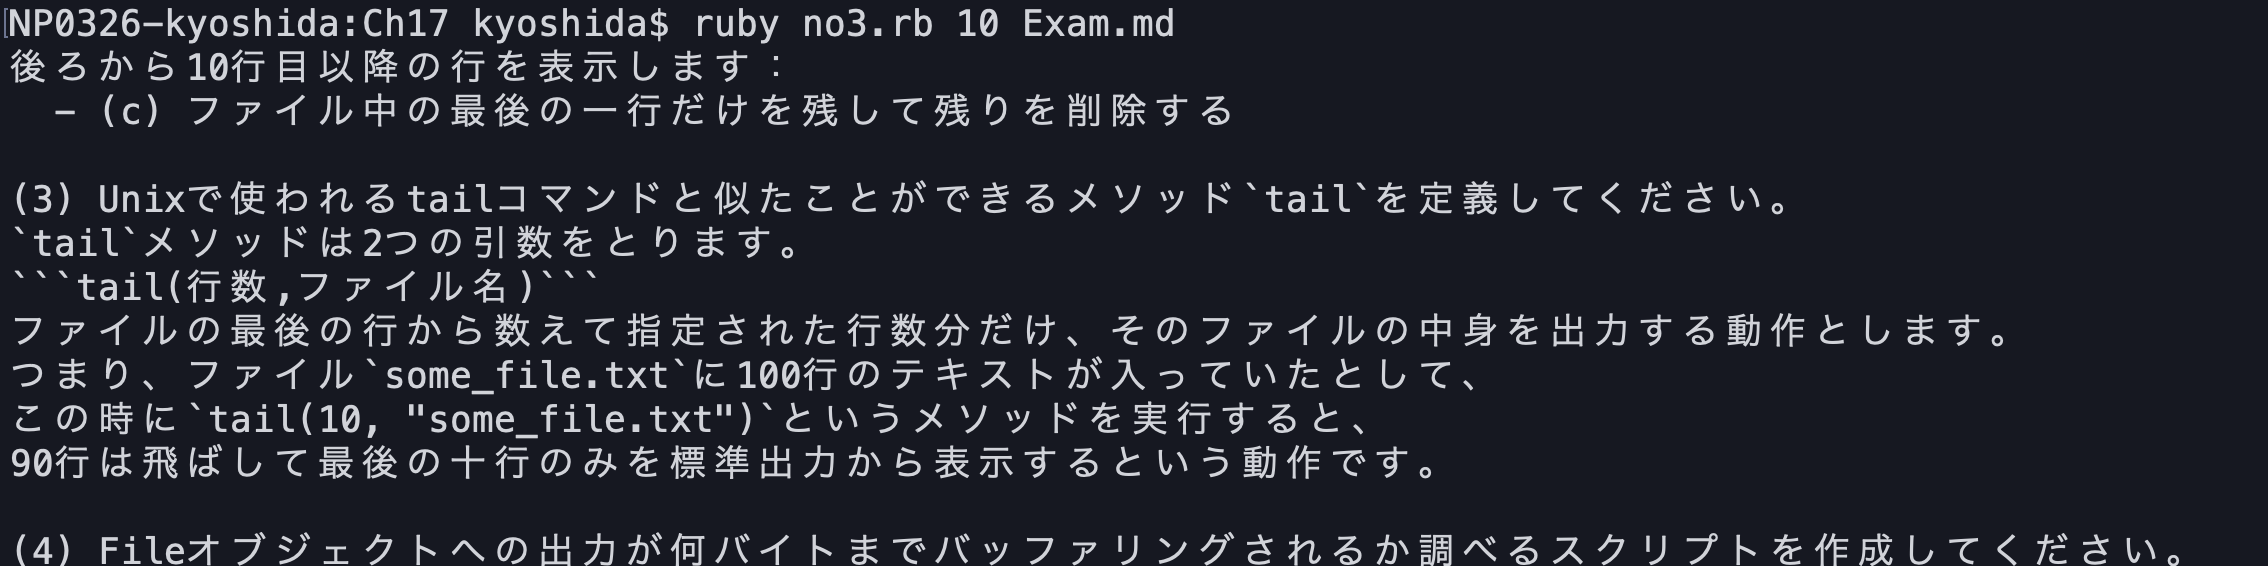 NP0326-kyoshida:Ch17 kyoshida$ ruby no3.rb 10 Exam.md
後ろから10行目以降の行を表示します：
  - (c) ファイル中の最後の一行だけを残して残りを削除する
(3) Unixで使われるtailコマンドと似たことができるメソッド`tail`を定義してください。
`tail`メソッドは2つの引数をとります。
```tail(行数,ファイル名)```
ファイルの最後の行から数えて指定された行数分だけ、そのファイルの中身を出力する動作とします。
つまり、ファイル`some_file.txt`に100行のテキストが入っていたとして、
この時に`tail(10, "some_file.txt")`というメソッドを実行すると、
90行は飛ばして最後の十行のみを標準出力から表示するという動作です。
(4) Fileオブジェクトへの出力が何バイトまでバッファリングされるか調べるスクリプトを作成してください。